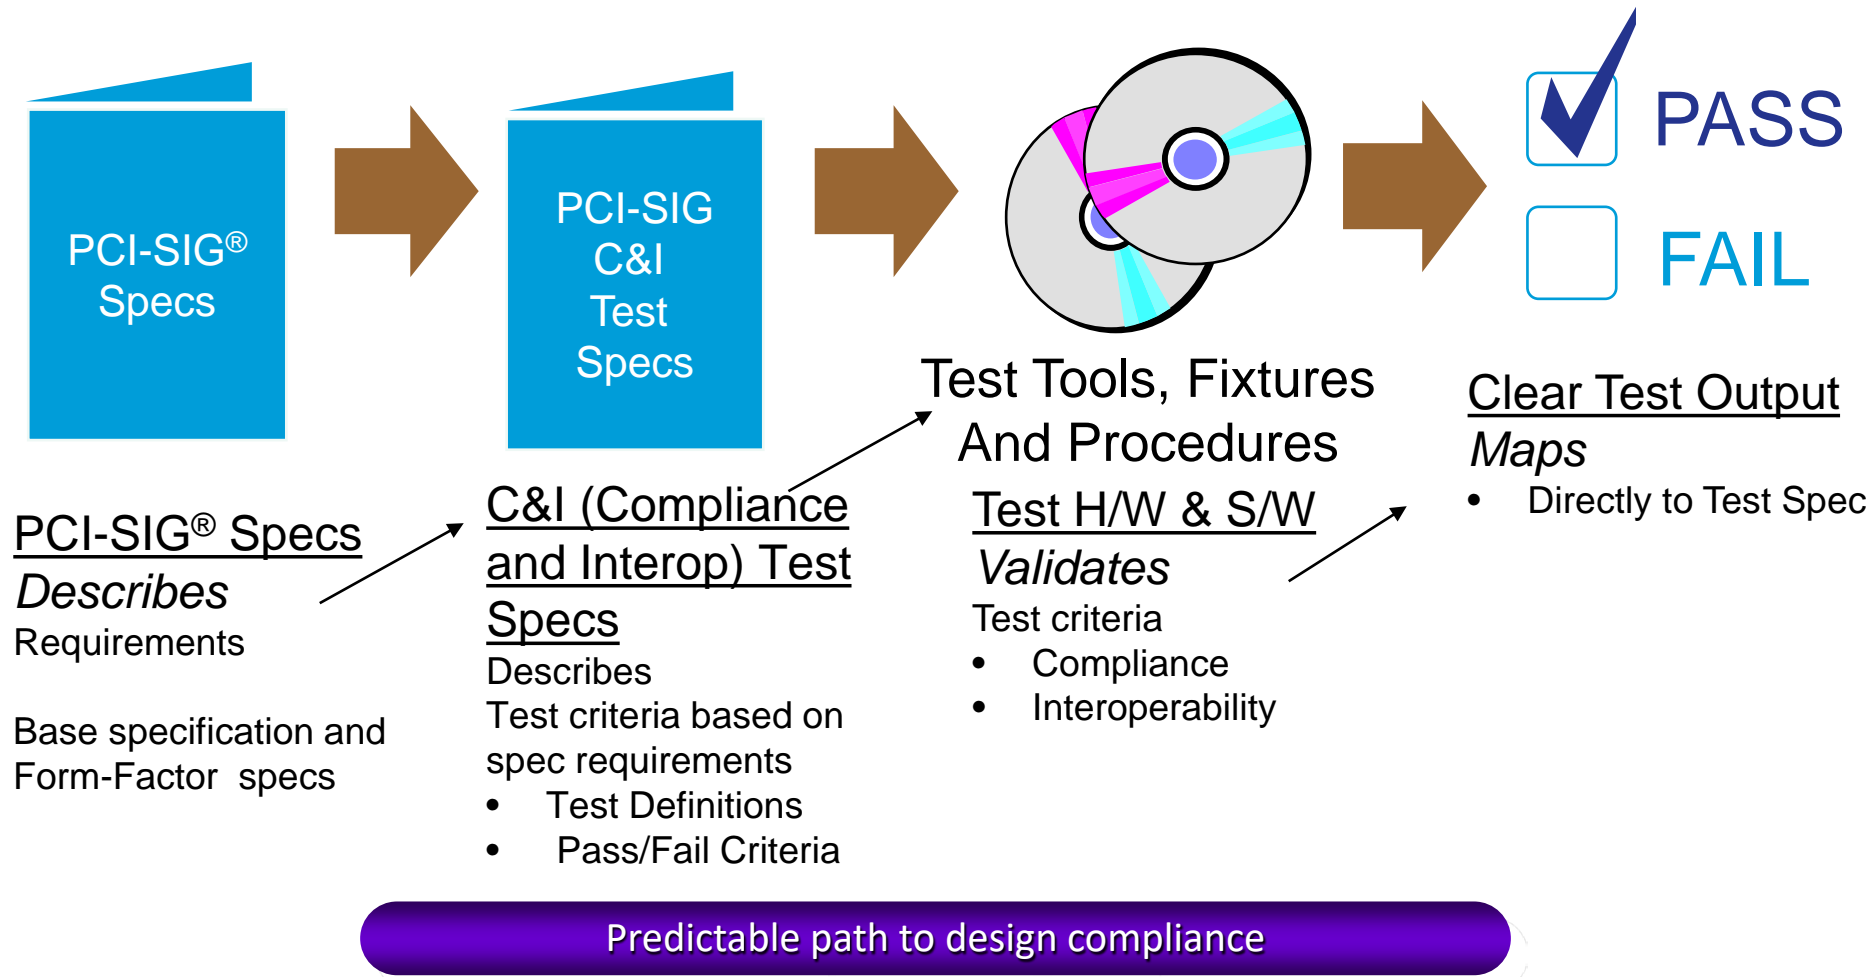 PCI-SIG®
Specs
PCI-SIG
C&I
Test
Specs
PASS
FAIL
PCI-SIG® Specs
Describes
Requirements
Base specification and
Form-Factor specs
C&I (Compliance
and Interop) Test
Specs
Describes
Test criteria based on
spec requirements
• Test Definitions
• Pass/Fail Criteria
Test Tools, Fixtures
And Procedures
Test H/W & S/W
Validates
Test criteria
• Compliance
• Interoperability
Clear Test Output
Maps
• Directly to Test Spec
Predictable path to design compliance